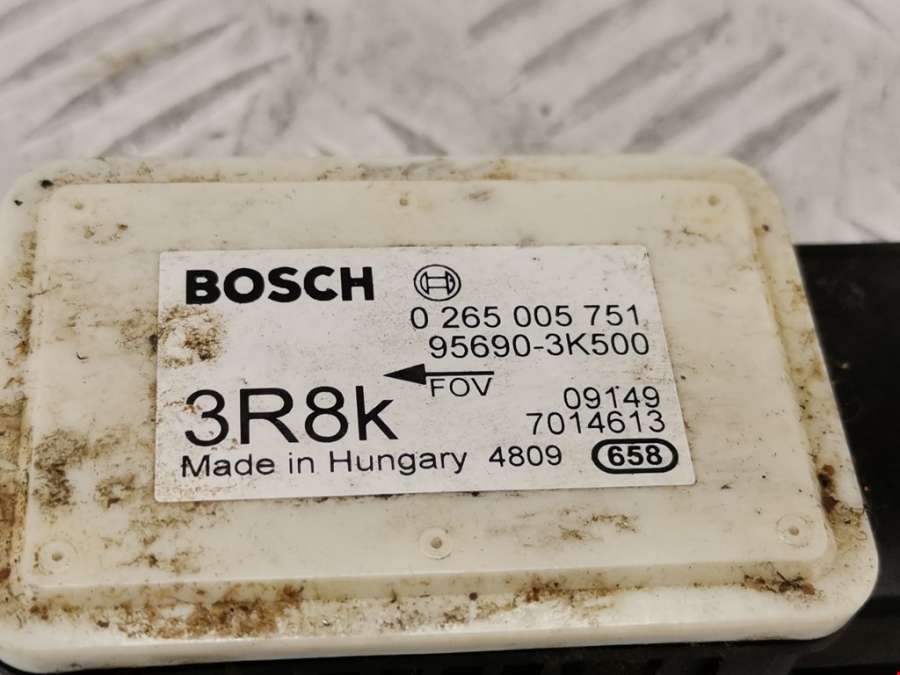 BOSCH
0 265 005 751
95690-3K500
FOV
3R8k
09149
7014613
Made in Hungary 4809 658